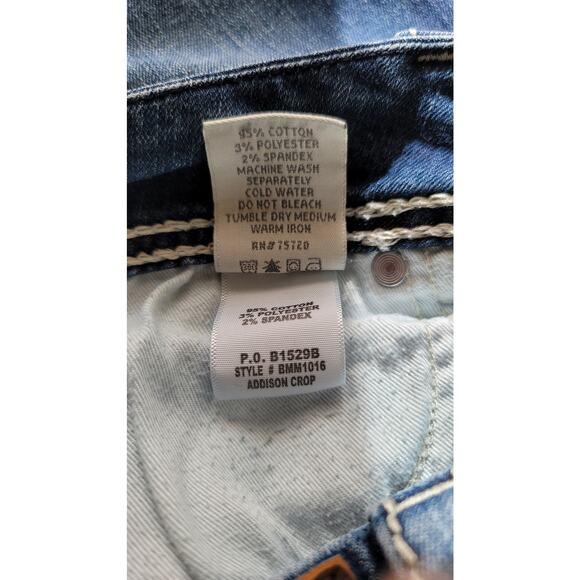 95% COTTON
3% POLYESTER
2% SPANDEX
MACHINE WASH
SEPARATELY
COLD WATER
DO NOT BLEACH
TUMBLE DRY MEDIUM
WARM IRON
RN# 75720
95% COTTON
3% POLYESTER
2% SPANDEX
P.O. B1529B
STYLE # BMM1016
ADDISON CROP